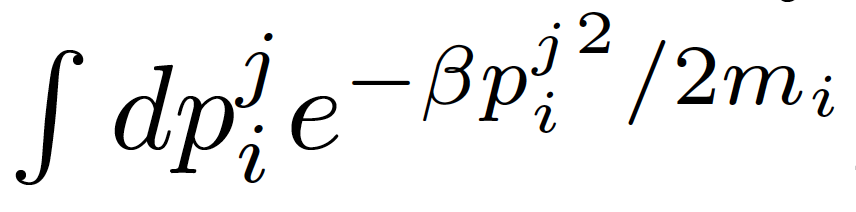 ∫ dp_i^j e^{−βp_i^{j 2}/2m_i}